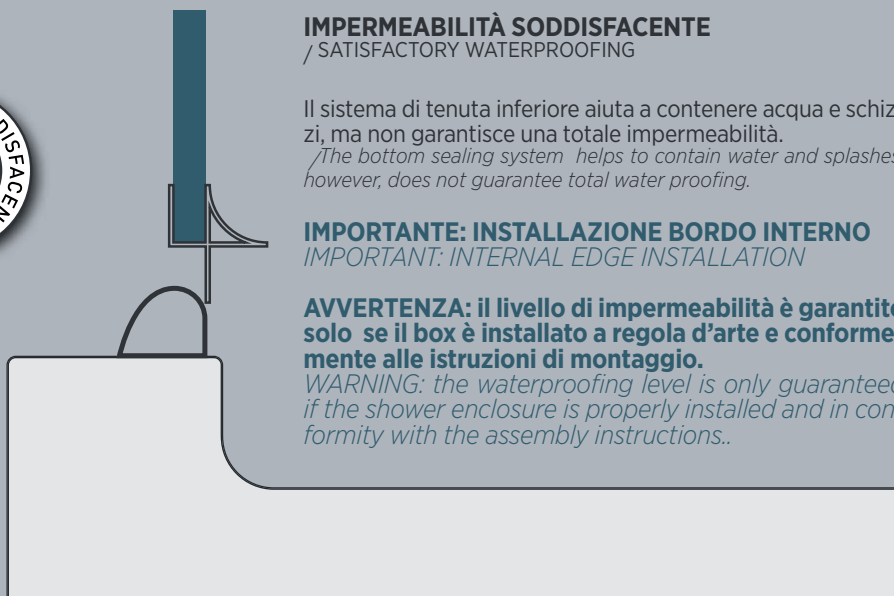 IMPERMEABILITÀ SODDISFACENTE
/ SATISFACTORY WATERPROOFING
Il sistema di tenuta inferiore aiuta a contenere acqua e schiz
zi, ma non garantisce una totale impermeabilità.
/The bottom sealing system helps to contain water and splashes
however, does not guarantee total water proofing.
IMPORTANTE: INSTALLAZIONE BORDO INTERNO
IMPORTANT: INTERNAL EDGE INSTALLATION
AVVERTENZA: il livello di impermeabilità è garantito
solo se il box è installato a regola d’arte e conforme
mente alle istruzioni di montaggio.
WARNING: the waterproofing level is only guaranteed
if the shower enclosure is properly installed and in con
formity with the assembly instructions..
DISFACEN